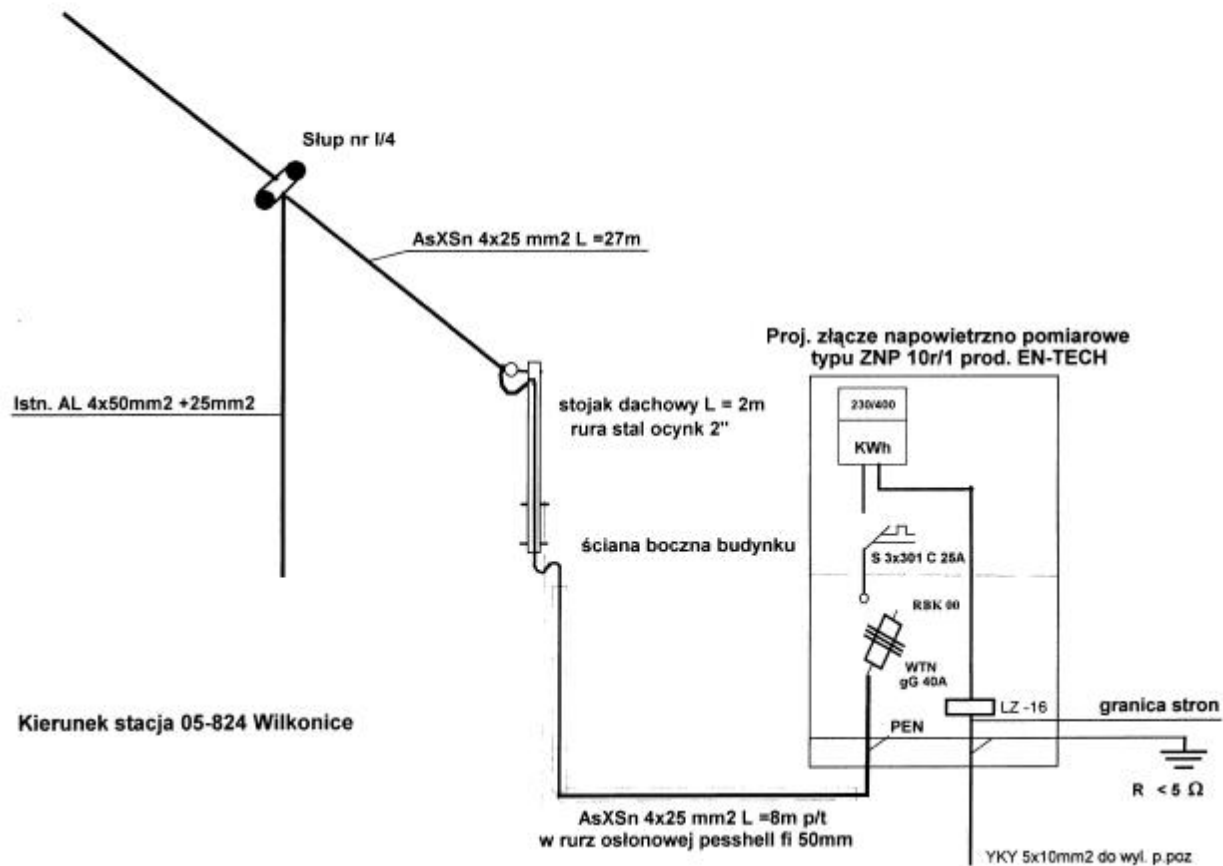 Słup nr I/4
AsXSn 4x25 mm2 L =27m
Proj. złącze napowietrzno pomiarowe
typu ZNP 10r/1 prod. EN-TECH
Istn. AL 4x50mm2 +25mm2
stojak dachowy L = 2m
rura stal ocynk 2"
230/400
KWh
ściana boczna budynku
S 3x301 C 25A
RBK 00
WTN
gG 40A
Kierunek stacja 05-824 Wilkonice
LZ -16
granica stron
PEN
R < 5 Ω
AsXSn 4x25 mm2 L =8m p/t
w rurz osłonowej pesshell fi 50mm
YKY 5x10mm2 do wyl. p.poz